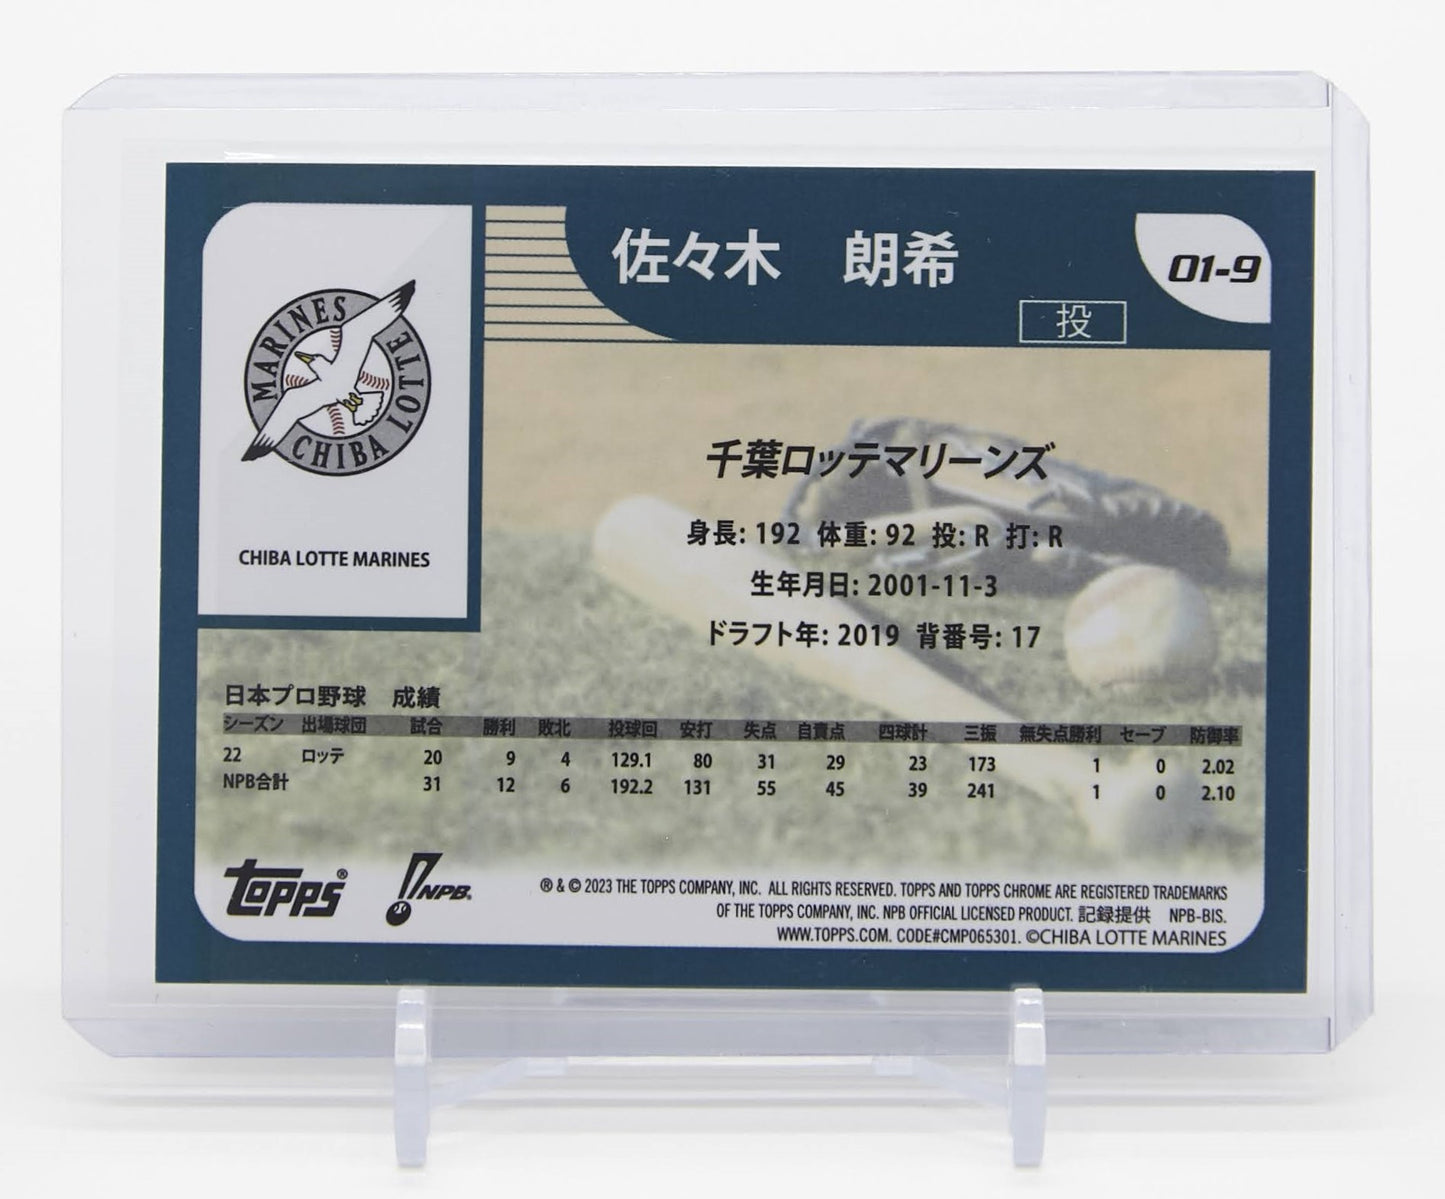 佐々木 朗希
01-9
投
MARINES
CHIBA LOTTE
CHIBA LOTTE MARINES
千葉ロッテマリーンズ
身長: 192 体重: 92 投: R 打: R
生年月日: 2001-11-3
ドラフト年: 2019 背番号: 17
日本プロ野球 成績
シーズン 出場球団 試合 勝利 敗北 投球回 安打 失点 自責点 四球計 三振 無失点勝利 セーブ 防御率
22 ロッテ 20 9 4 129.1 80 31 29 23 173 1 0 2.02
NPB合計 31 12 6 192.2 131 55 45 39 241 1 0 2.10
topps®
NPB®
® & © 2023 THE TOPPS COMPANY, INC. ALL RIGHTS RESERVED. TOPPS AND TOPPS CHROME ARE REGISTERED TRADEMARKS
OF THE TOPPS COMPANY, INC. NPB OFFICIAL LICENSED PRODUCT. 記録提供 NPB-BIS.
WWW.TOPPS.COM. CODE#CMP065301. ©CHIBA LOTTE MARINES